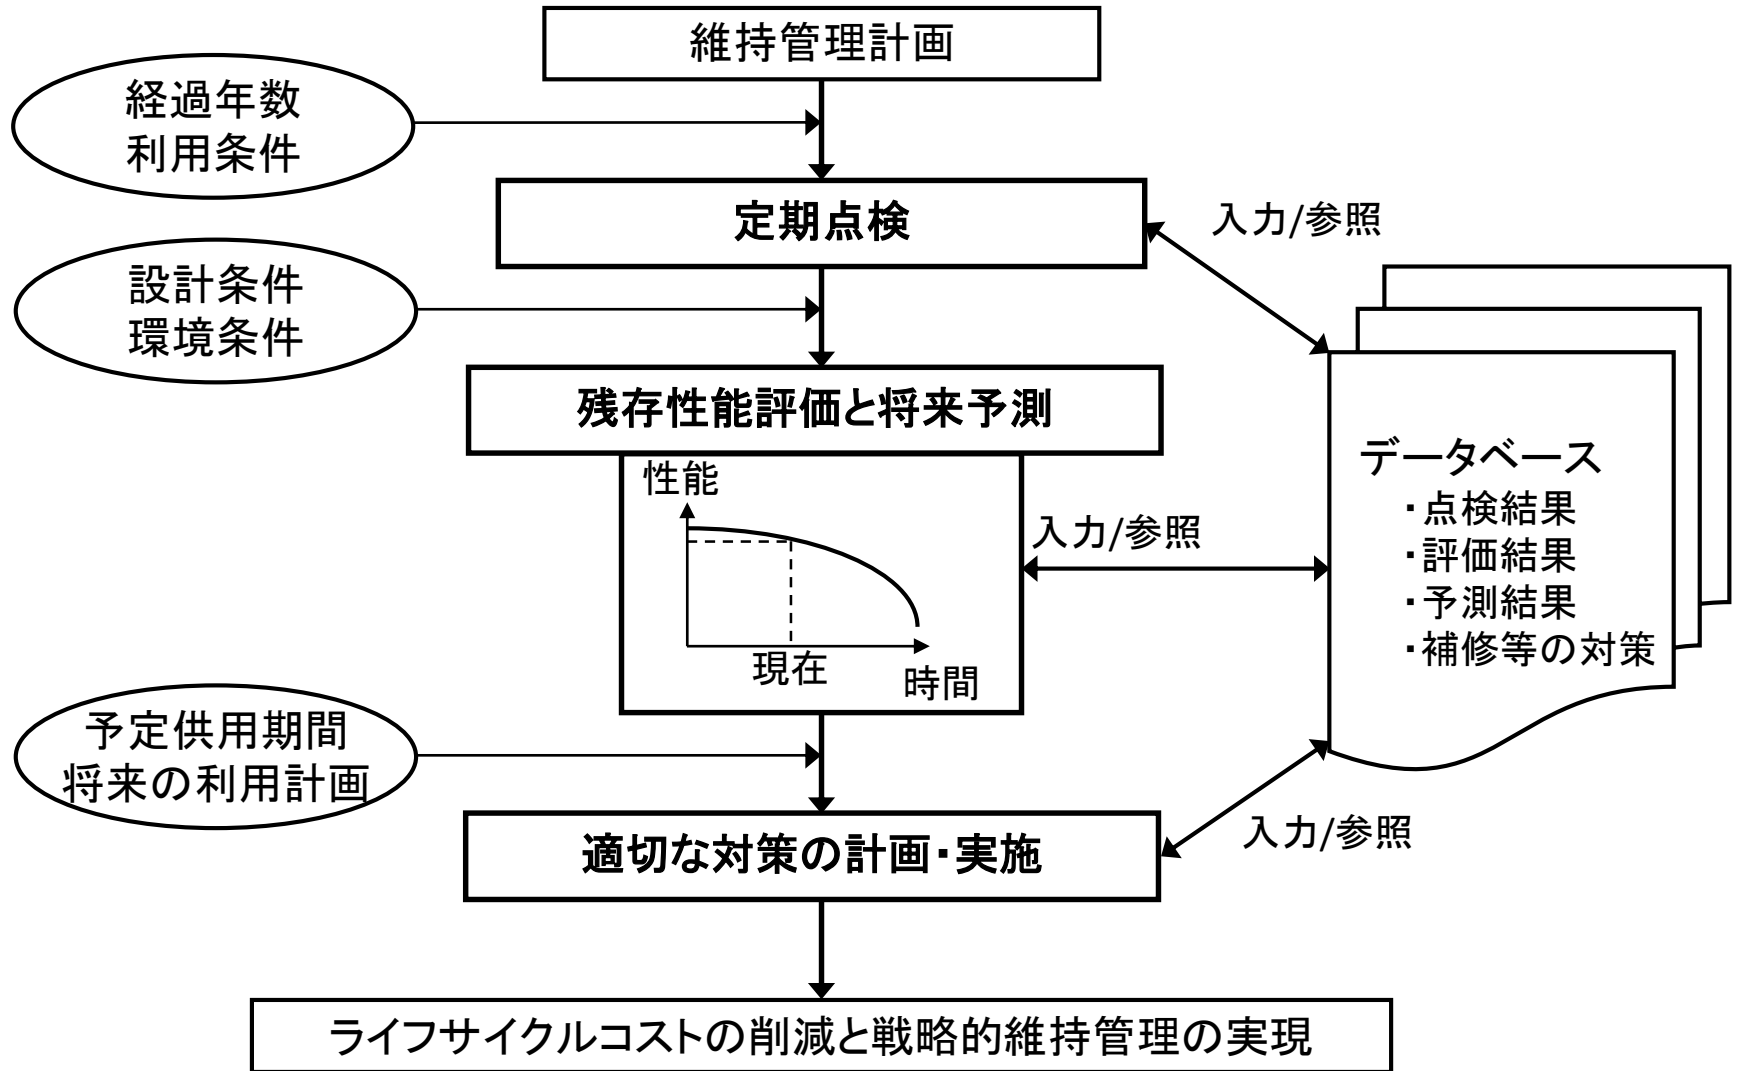 維持管理計画
経過年数
利用条件
定期点検
入力/参照
設計条件
環境条件
残存性能評価と将来予測
性能
現在
時間
入力/参照
データベース
・点検結果
・評価結果
・予測結果
・補修等の対策
予定供用期間
将来の利用計画
適切な対策の計画・実施
入力/参照
ライフサイクルコストの削減と戦略的維持管理の実現